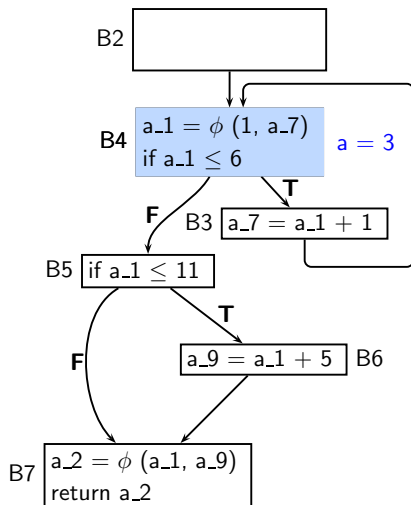 B2
a_1 = ϕ (1, a_7)
B4
if a_1 ≤ 6
a = 3
T
F
B3
a_7 = a_1 + 1
B5
if a_1 ≤ 11
T
F
a_9 = a_1 + 5
B6
a_2 = ϕ (a_1, a_9)
B7
return a_2